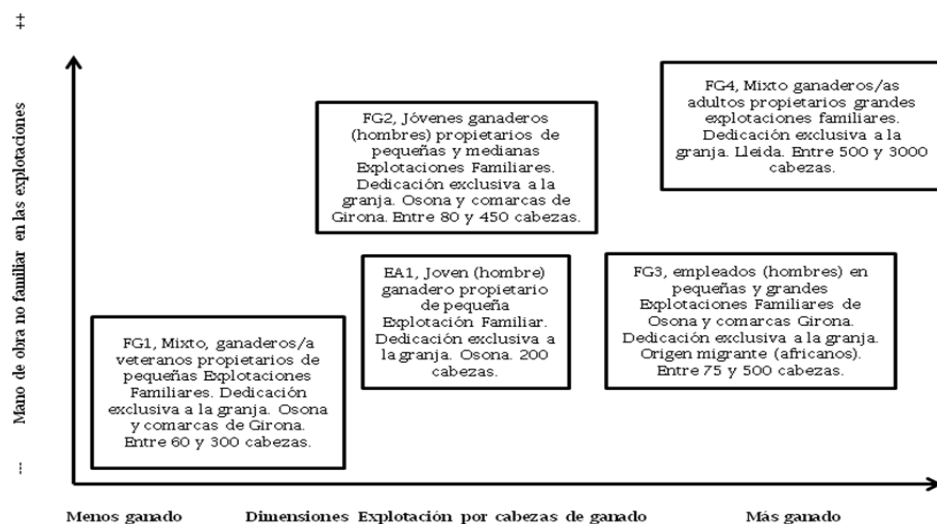 ‡‡
Mano de obra no familiar en las explotaciones
---
FG4, Mixto ganaderos/as
adultos propietarios grandes
explotaciones familiares.
Dedicación exclusiva a la
granja. Lleida. Entre 500 y 3000
cabezas.
FG2, Jóvenes ganaderos
(hombres) propietarios de
pequeñas y medianas
Explotaciones Familiares.
Dedicación exclusiva a la
granja. Osona y comarcas de
Girona. Entre 80 y 450 cabezas.
EA1, Joven (hombre)
ganadero propietario
de pequeña
Explotación Familiar.
Dedicación exclusiva a
la granja. Osona. 200
cabezas.
FG3, empleados (hombres) en
pequeñas y grandes
Explotaciones Familiares de
Osona y comarcas Girona.
Dedicación exclusiva a la granja.
Origen migrante (africanos).
Entre 75 y 500 cabezas.
FG1, Mixto, ganaderos/a
veteranos propietarios de
pequeñas Explotaciones
Familiares. Dedicación
exclusiva a la granja. Osona
y comarcas de Girona.
Entre 60 y 300 cabezas.
Menos ganado Dimensiones Explotación por cabezas de ganado Más ganado